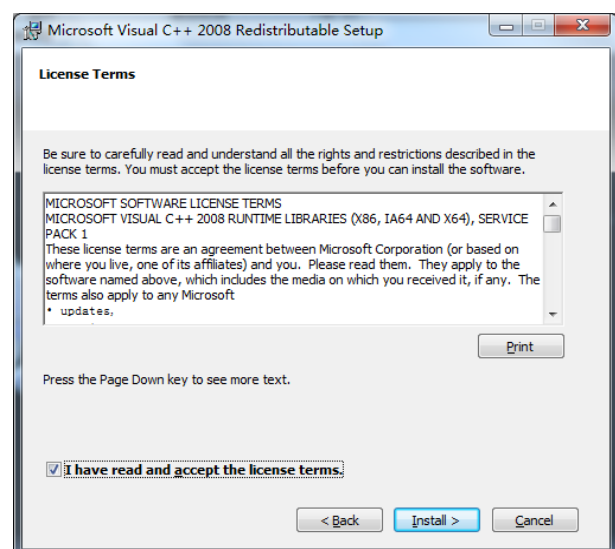 Microsoft Visual C++ 2008 Redistributable Setup
License Terms
Be sure to carefully read and understand all the rights and restrictions described in the
license terms. You must accept the license terms before you can install the software.
MICROSOFT SOFTWARE LICENSE TERMS
MICROSOFT VISUAL C++ 2008 RUNTIME LIBRARIES (X86, IA64 AND X64), SERVICE
PACK 1
These license terms are an agreement between Microsoft Corporation (or based on
where you live, one of its affiliates) and you.  Please read them.  They apply to the
software named above, which includes the media on which you received it, if any.  The
terms also apply to any Microsoft
• updates,
Print
Press the Page Down key to see more text.
I have read and accept the license terms.
< Back
Install >
Cancel